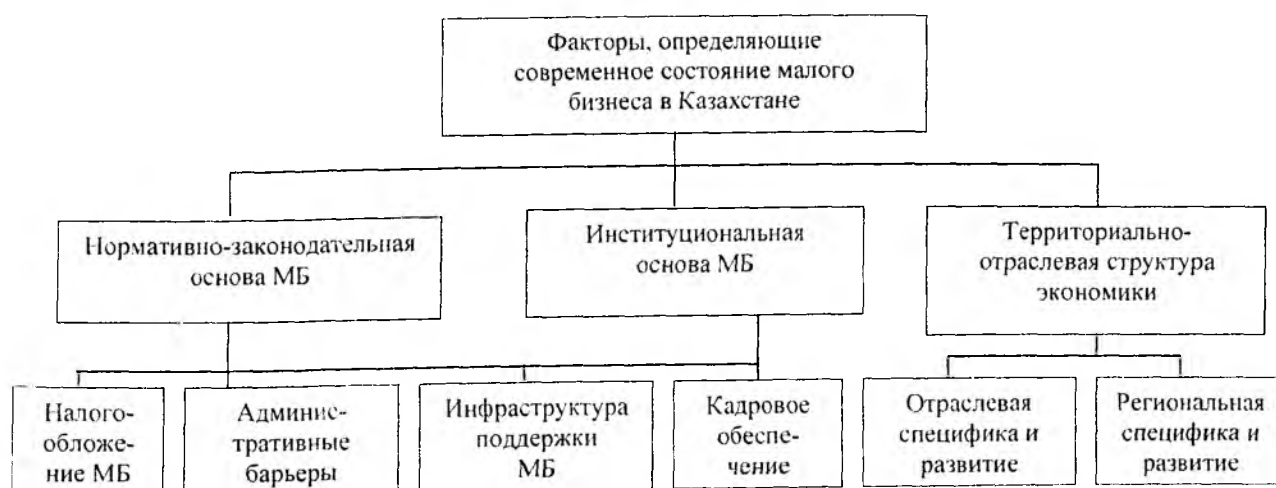 Факторы, определяющие
современное состояние малого
бизнеса в Казахстане
Нормативно-законодательная
основа МБ
Институциональная
основа МБ
Территориально-
отраслевая структура
экономики
Налого-
обложе-
ние МБ
Админис-
тративные
барьеры
Инфраструктура
поддержки
МБ
Кадровое
обеспе-
чение
Отраслевая
специфика и
развитие
Региональная
специфика и
развитие